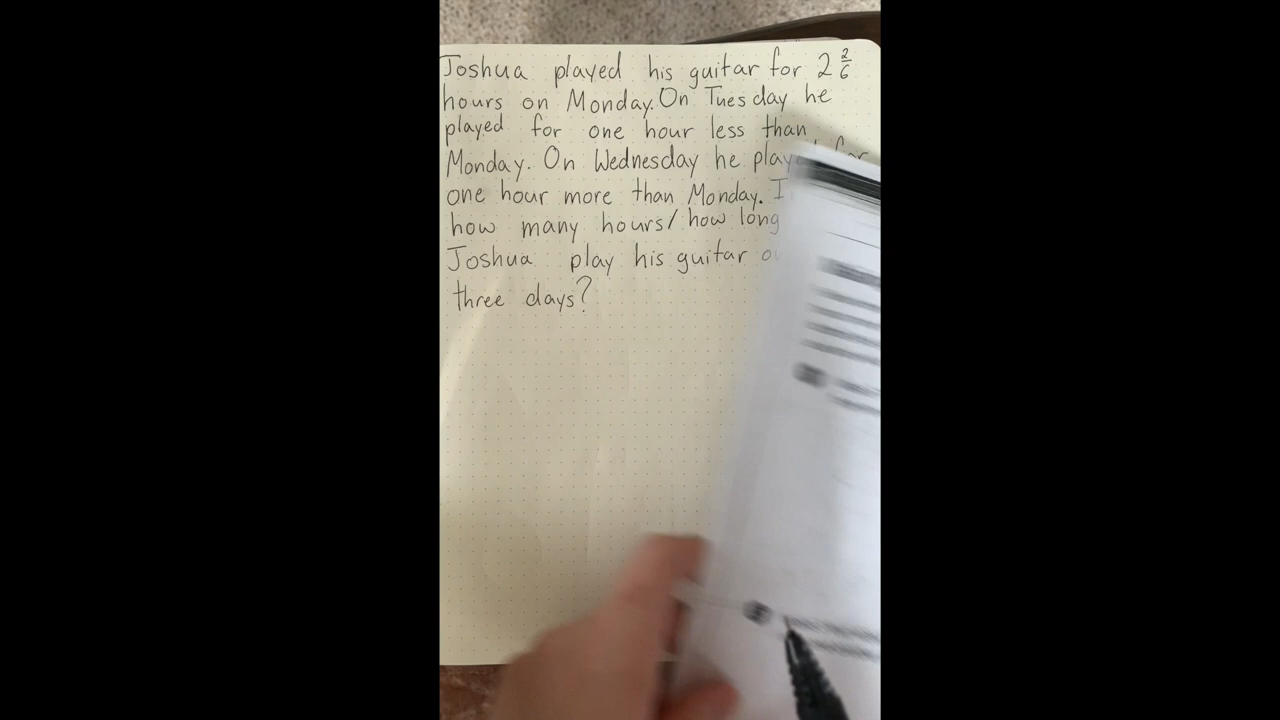 Joshua played his guitar for 2 2/6
hours on Monday. On Tuesday he
played for one hour less than
Monday. On Wednesday he
one hour more than Monday.
how many hours/how long
Joshua play his guitar
three days?